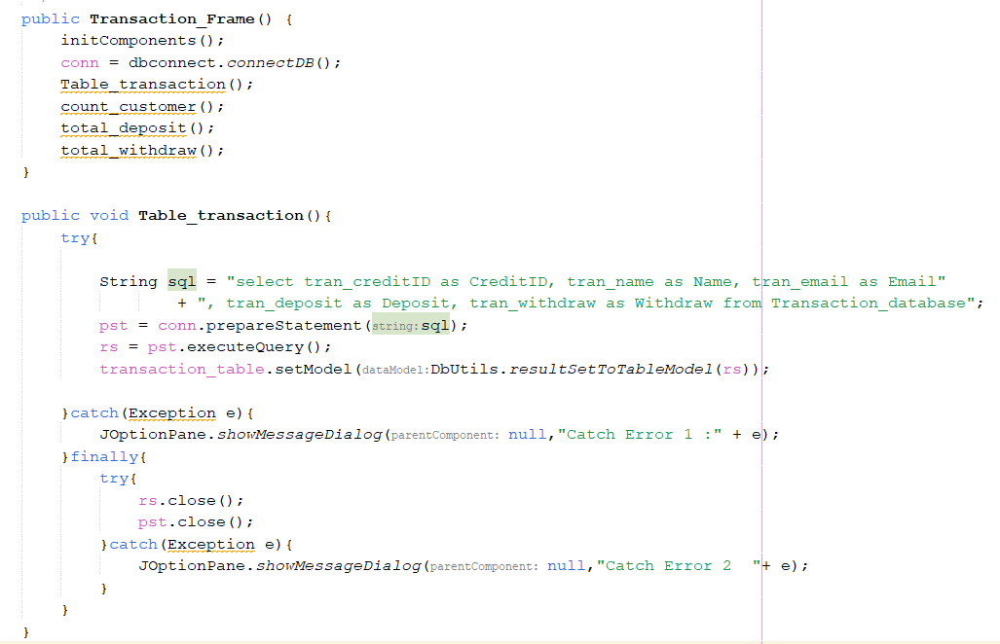 public Transaction_Frame() {
initComponents();
conn = dbconnect.connectDB();
Table_transaction();
count_customer();
total_deposit();
total_withdraw();
}
public void Table_transaction(){
try{
String sql = "select tran_creditID as CreditID, tran_name as Name, tran_email as Email"
+ ", tran_deposit as Deposit, tran_withdraw as Withdraw from Transaction_database";
pst = conn.prepareStatement(string:sql);
rs = pst.executeQuery();
transaction_table.setModel(dataModel:DbUtils.resultSetToTableModel(rs));
}catch(Exception e){
JOptionPane.showMessageDialog(parentComponent: null,"Catch Error 1 :" + e);
}finally{
try{
rs.close();
pst.close();
}catch(Exception e){
JOptionPane.showMessageDialog(parentComponent: null,"Catch Error 2  "+ e);
}
}
}